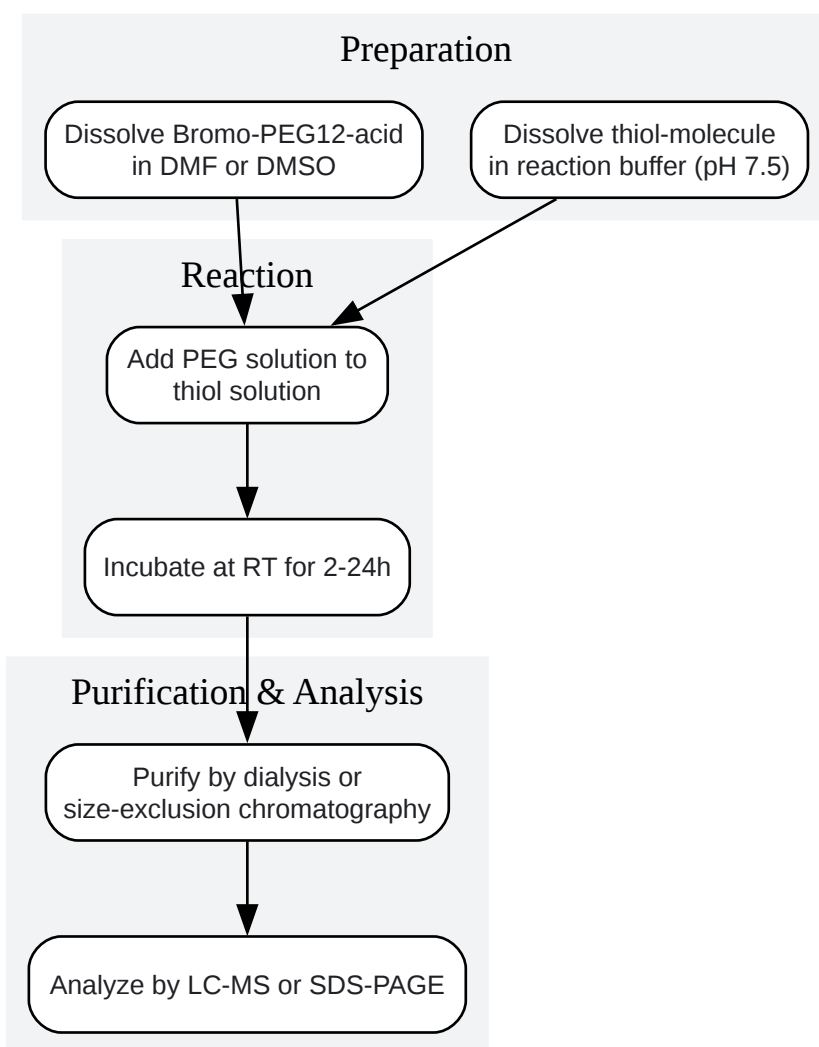 Preparation
Dissolve Bromo-PEG12-acid
in DMF or DMSO
Dissolve thiol-molecule
in reaction buffer (pH 7.5)
Reaction
Add PEG solution to
thiol solution
Incubate at RT for 2-24h
Purification & Analysis
Purify by dialysis or
size-exclusion chromatography
Analyze by LC-MS or SDS-PAGE